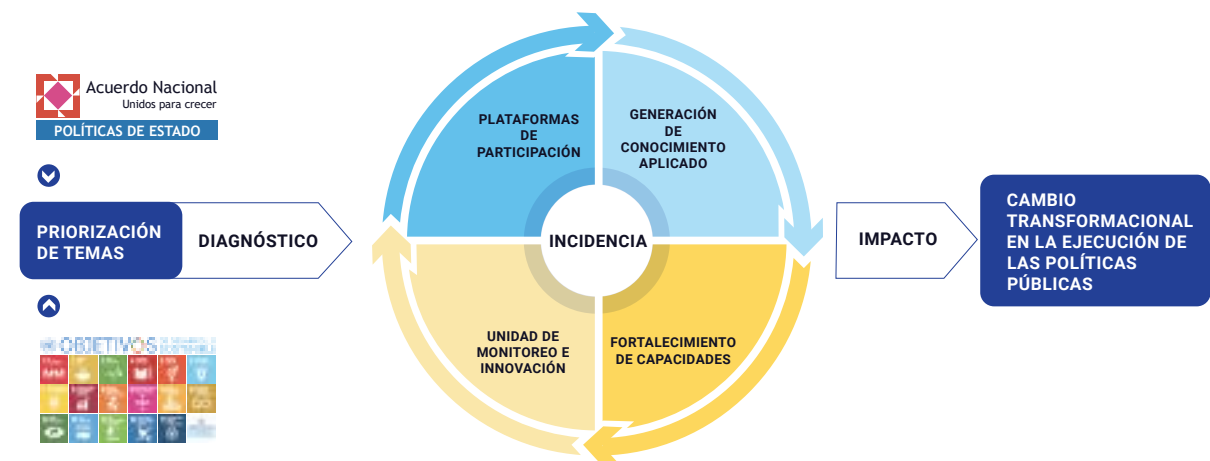 Acuerdo Nacional
Unidos para crecer
POLÍTICAS DE ESTADO
PRIORIZACIÓN
DE TEMAS
DIAGNÓSTICO
OBJETIVOS
PLATAFORMAS
DE
PARTICIPACIÓN
GENERACIÓN
DE
CONOCIMIENTO
APLICADO
INCIDENCIA
UNIDAD DE
MONITOREO E
INNOVACIÓN
FORTALECIMIENTO
DE CAPACIDADES
IMPACTO
CAMBIO
TRANSFORMACIONAL
EN LA EJECUCIÓN DE
LAS POLÍTICAS
PÚBLICAS